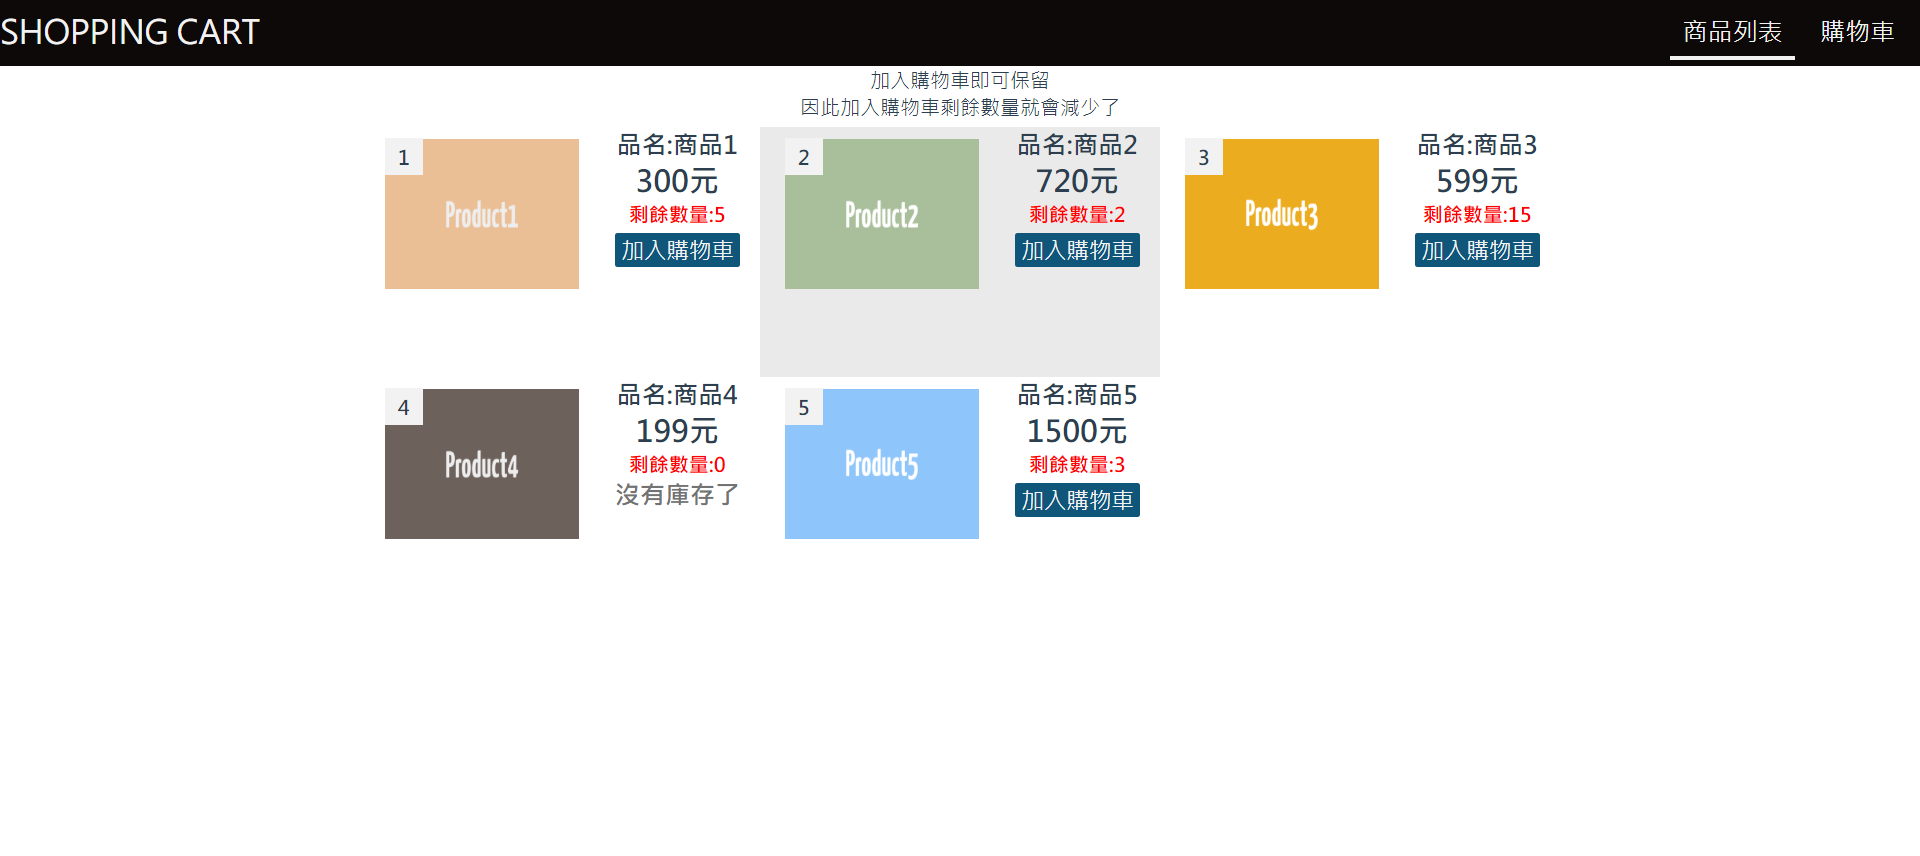 SHOPPING CART
商品列表
購物車
加入購物車即可保留
因此加入購物車剩餘數量就會減少了
1
Product1
品名:商品1
300元
剩餘數量:5
加入購物車
2
Product2
品名:商品2
720元
剩餘數量:2
加入購物車
3
Product3
品名:商品3
599元
剩餘數量:15
加入購物車
4
Product4
品名:商品4
199元
剩餘數量:0
沒有庫存了
5
Product5
品名:商品5
1500元
剩餘數量:3
加入購物車